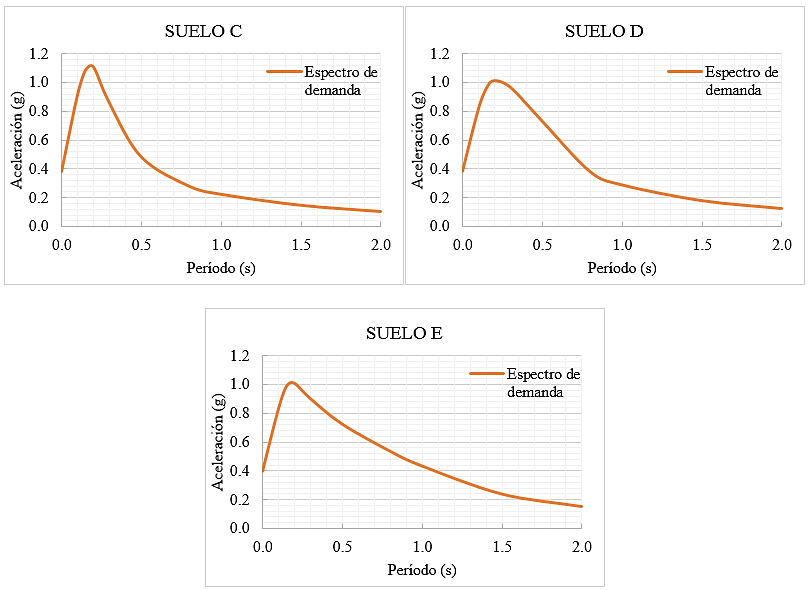 SUELO C
1.2
1.0
0.8
0.6
0.4
0.2
0.0
Aceleración (g)
Espectro de
demanda
0.0 0.5 1.0 1.5 2.0
Período (s)
SUELO D
1.2
1.0
0.8
0.6
0.4
0.2
0.0
Aceleración (g)
Espectro de
demanda
0.0 0.5 1.0 1.5 2.0
Período (s)
SUELO E
1.2
1.0
0.8
0.6
0.4
0.2
0.0
Aceleración (g)
Espectro de
demanda
0.0 0.5 1.0 1.5 2.0
Período (s)